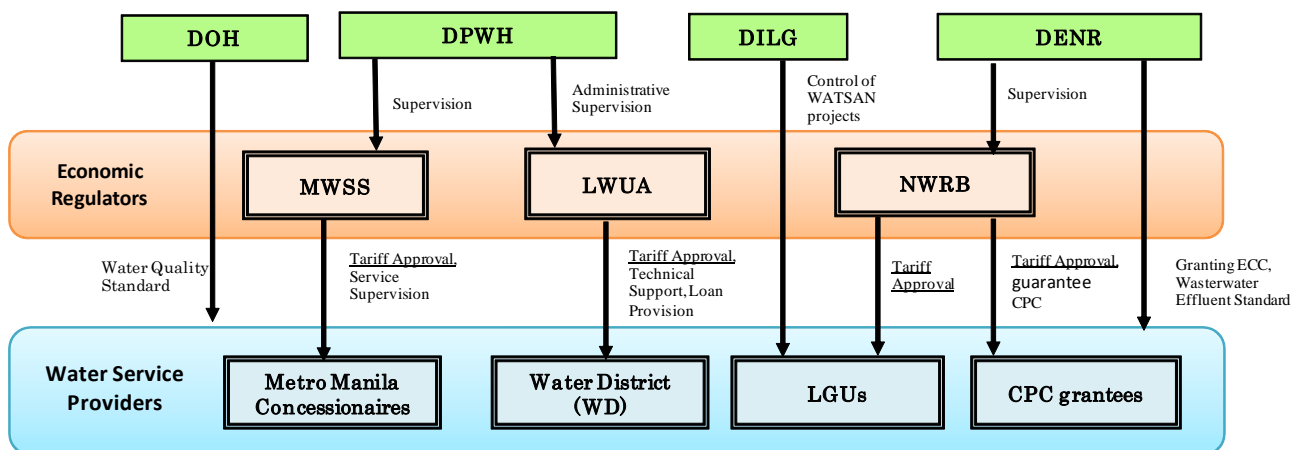 DOH
DPWH
DILG
DENR
Supervision
Administrative
Supervision
Control of
WATSAN
projects
Supervision
Economic
Regulators
MWSS
LWUA
NWRB
Water Quality
Standard
Tariff Approval,
Service
Supervision
Tariff Approval,
Technical
Support, Loan
Provision
Tariff
Approval
Tariff Approval,
guarantee
CPC
Granting ECC,
Wasterwater
Effluent Standard
Water Service
Providers
Metro Manila
Concessionaires
Water District
(WD)
LGUs
CPC grantees